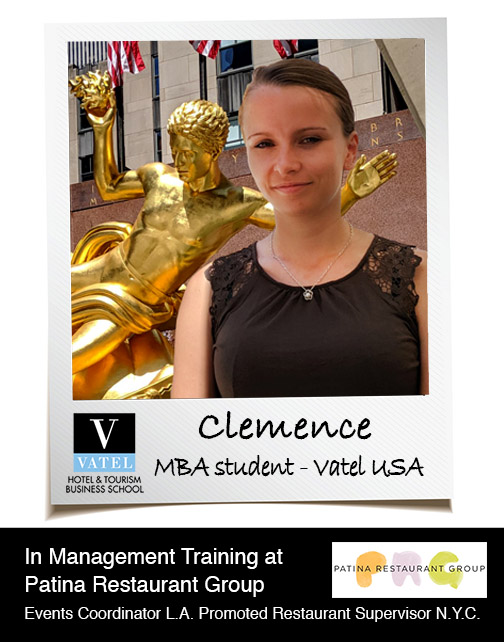 Clemence
MBA student - Vatel USA
V
VATEL
HOTEL & TOURISM
BUSINESS SCHOOL
In Management Training at
Patina Restaurant Group
PRG
PATINA RESTAURANT GROUP
Events Coordinator L.A. Promoted Restaurant Supervisor N.Y.C.